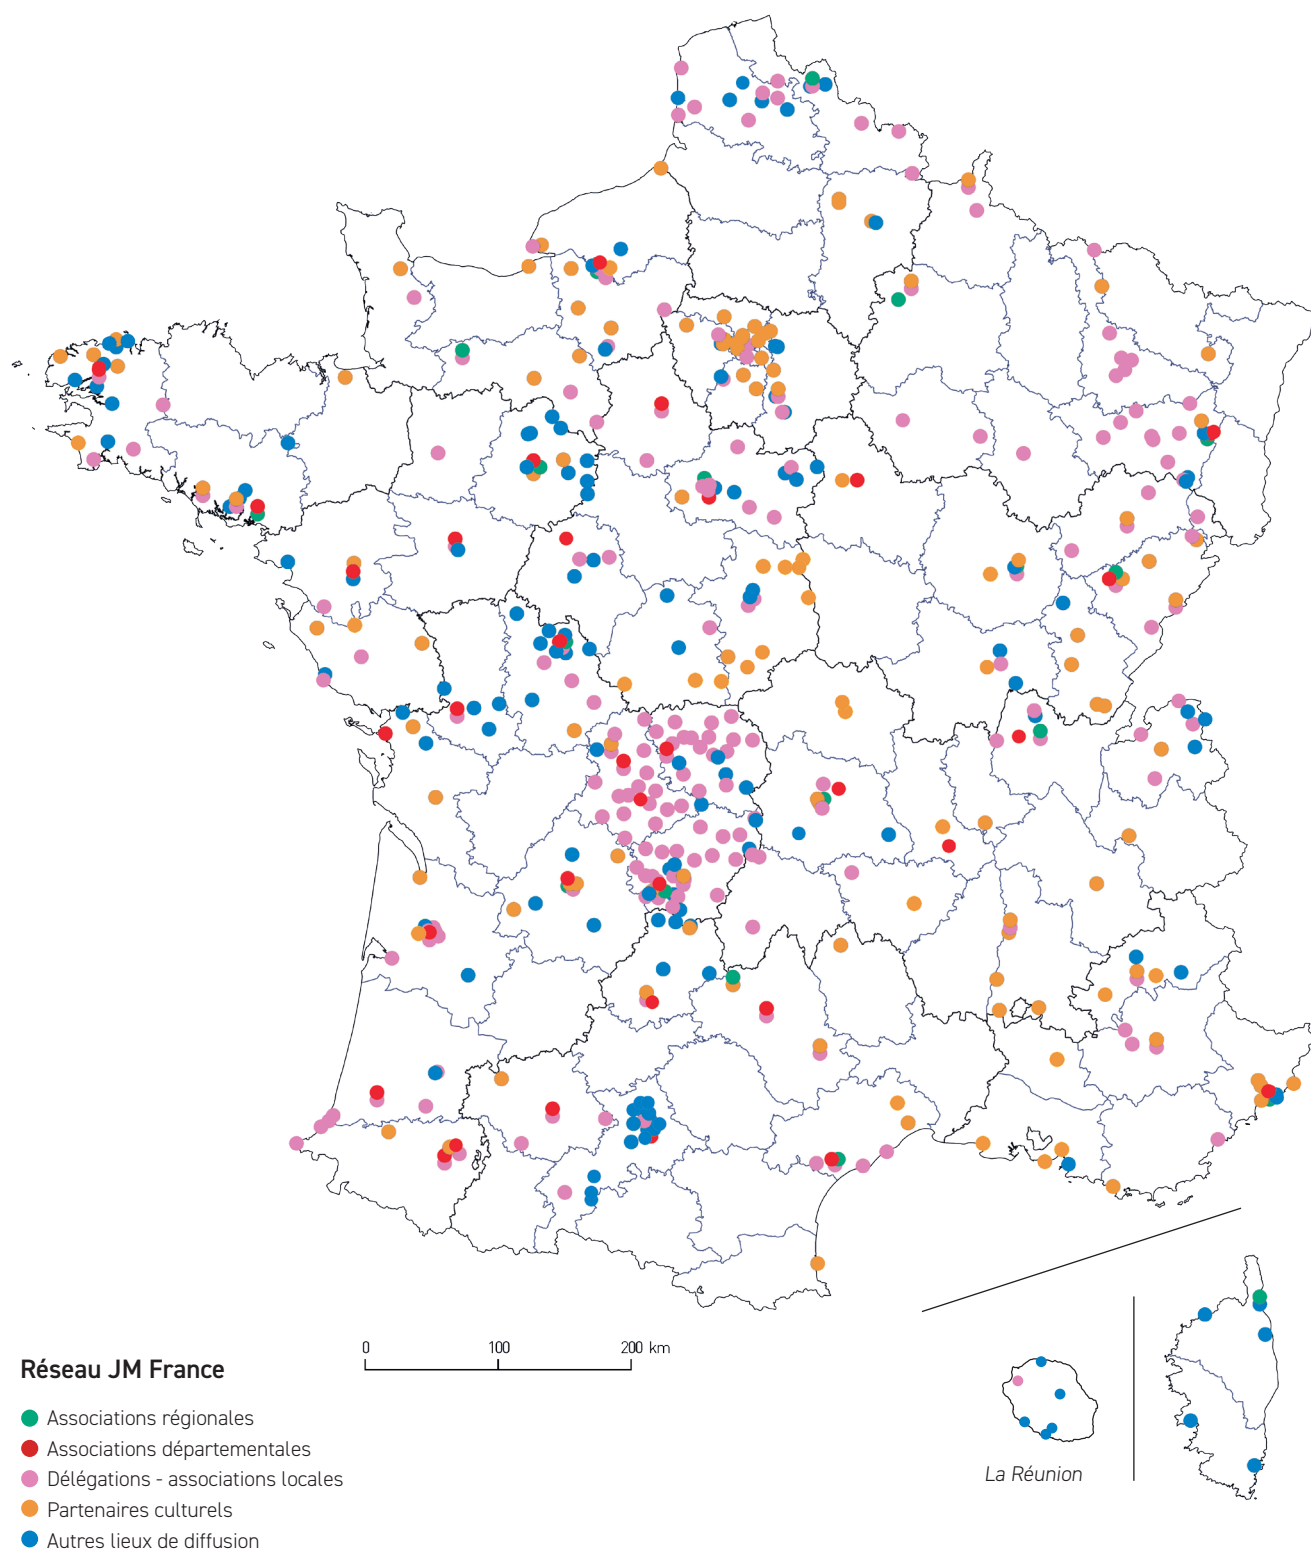 0 100 200 km
Réseau JM France
Associations régionales
Associations départementales
Délégations - associations locales
Partenaires culturels
Autres lieux de diffusion
La Réunion